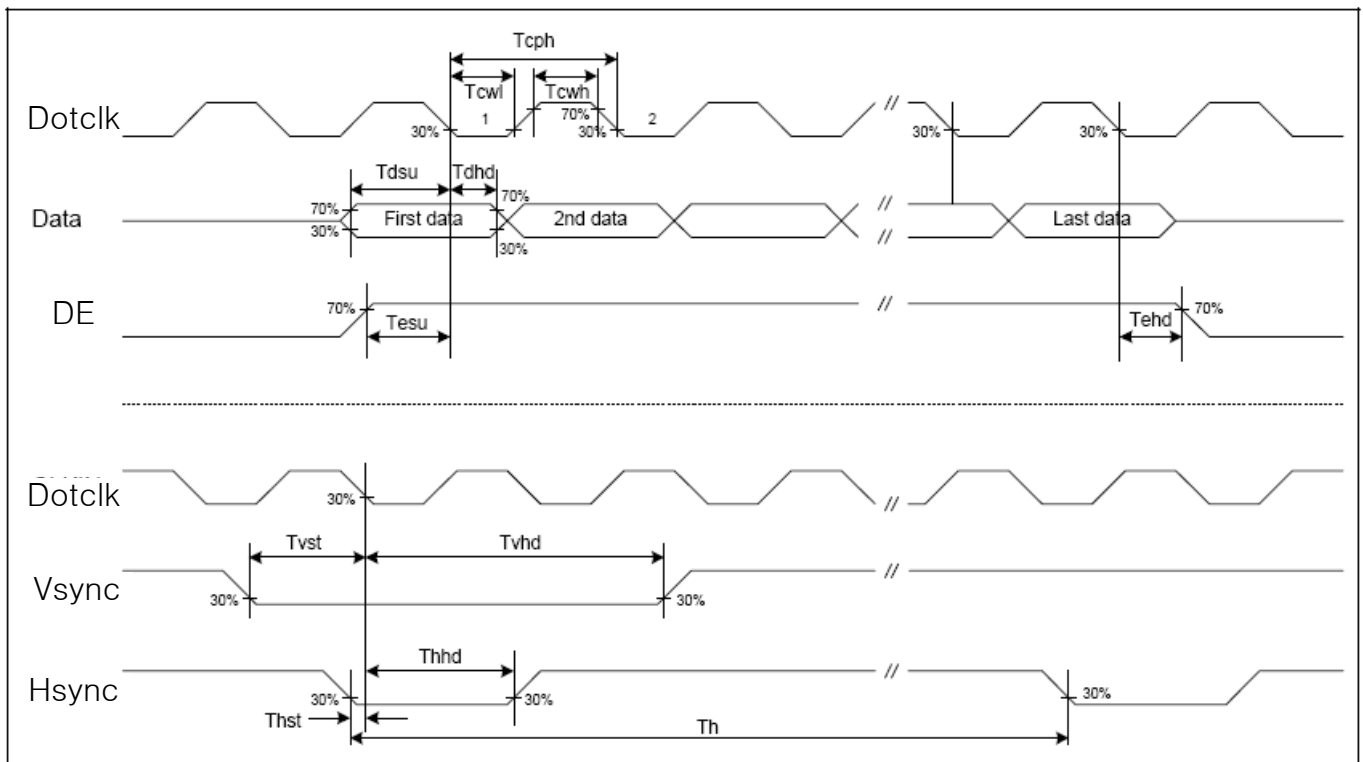 Tcph
Tcwl
Tcwh
Dotclk
30%
1
70%
30%
2
//
30%
30%
Tdsu
Tdhd
Data
70%
30%
First data
70%
30%
2nd data
//
//
Last data
DE
70%
Tesu
//
Tehd
70%
Dotclk
30%
//
Tvst
Tvhd
Vsync
30%
30%
//
Thhd
Hsync
30%
30%
//
30%
Thst
Th